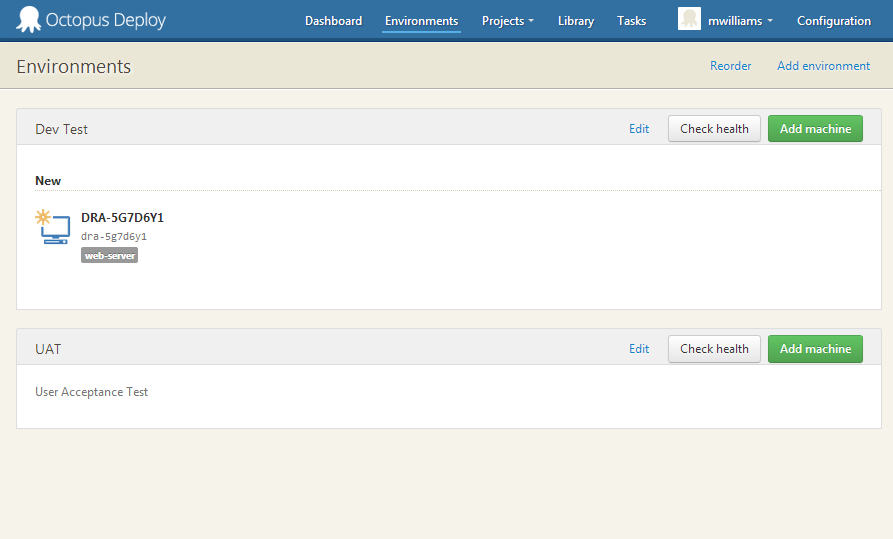 Octopus Deploy Dashboard Environments Projects Library Tasks mwilliams Configuration
Environments Reorder Add environment
Dev Test Edit Check health Add machine
New
DRA-5G7D6Y1
dra-5g7d6y1
web-server
UAT Edit Check health Add machine
User Acceptance Test